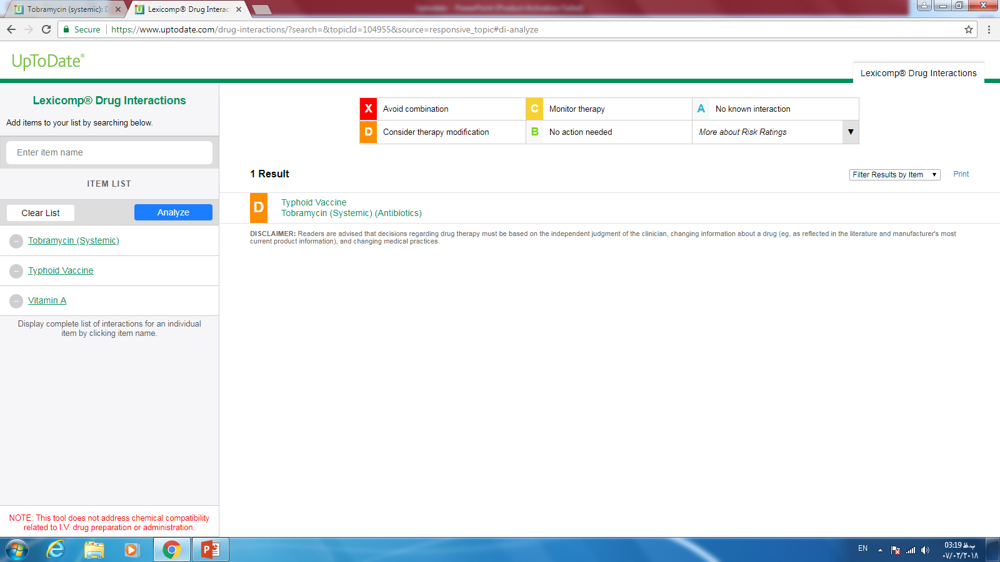 Tobramycin (systemic): D
Lexicomp® Drug Interac
Uptodate - PowerPoint (Product Activation Failed)
Secure
https://www.uptodate.com/drug-interactions/?search=&topicId=104955&source=responsive_topic#di-analyze
UpToDate®
Lexicomp® Drug Interactions
Lexicomp® Drug Interactions
Add items to your list by searching below.
Enter item name
ITEM LIST
Clear List
Analyze
Tobramycin (Systemic)
Typhoid Vaccine
Vitamin A
Display complete list of interactions for an individual
item by clicking item name.
NOTE: This tool does not address chemical compatibility
related to I.V. drug preparation or administration.
X Avoid combination
C Monitor therapy
A No known interaction
D Consider therapy modification
B No action needed
More about Risk Ratings
1 Result
Filter Results by Item
Print
D
Typhoid Vaccine
Tobramycin (Systemic) (Antibiotics)
DISCLAIMER: Readers are advised that decisions regarding drug therapy must be based on the independent judgment of the clinician, changing information about a drug (eg, as reflected in the literature and manufacturer's most
current product information), and changing medical practices.
EN
03:19 ب.ظ
۰۷/۰۲/۲۰۱۸